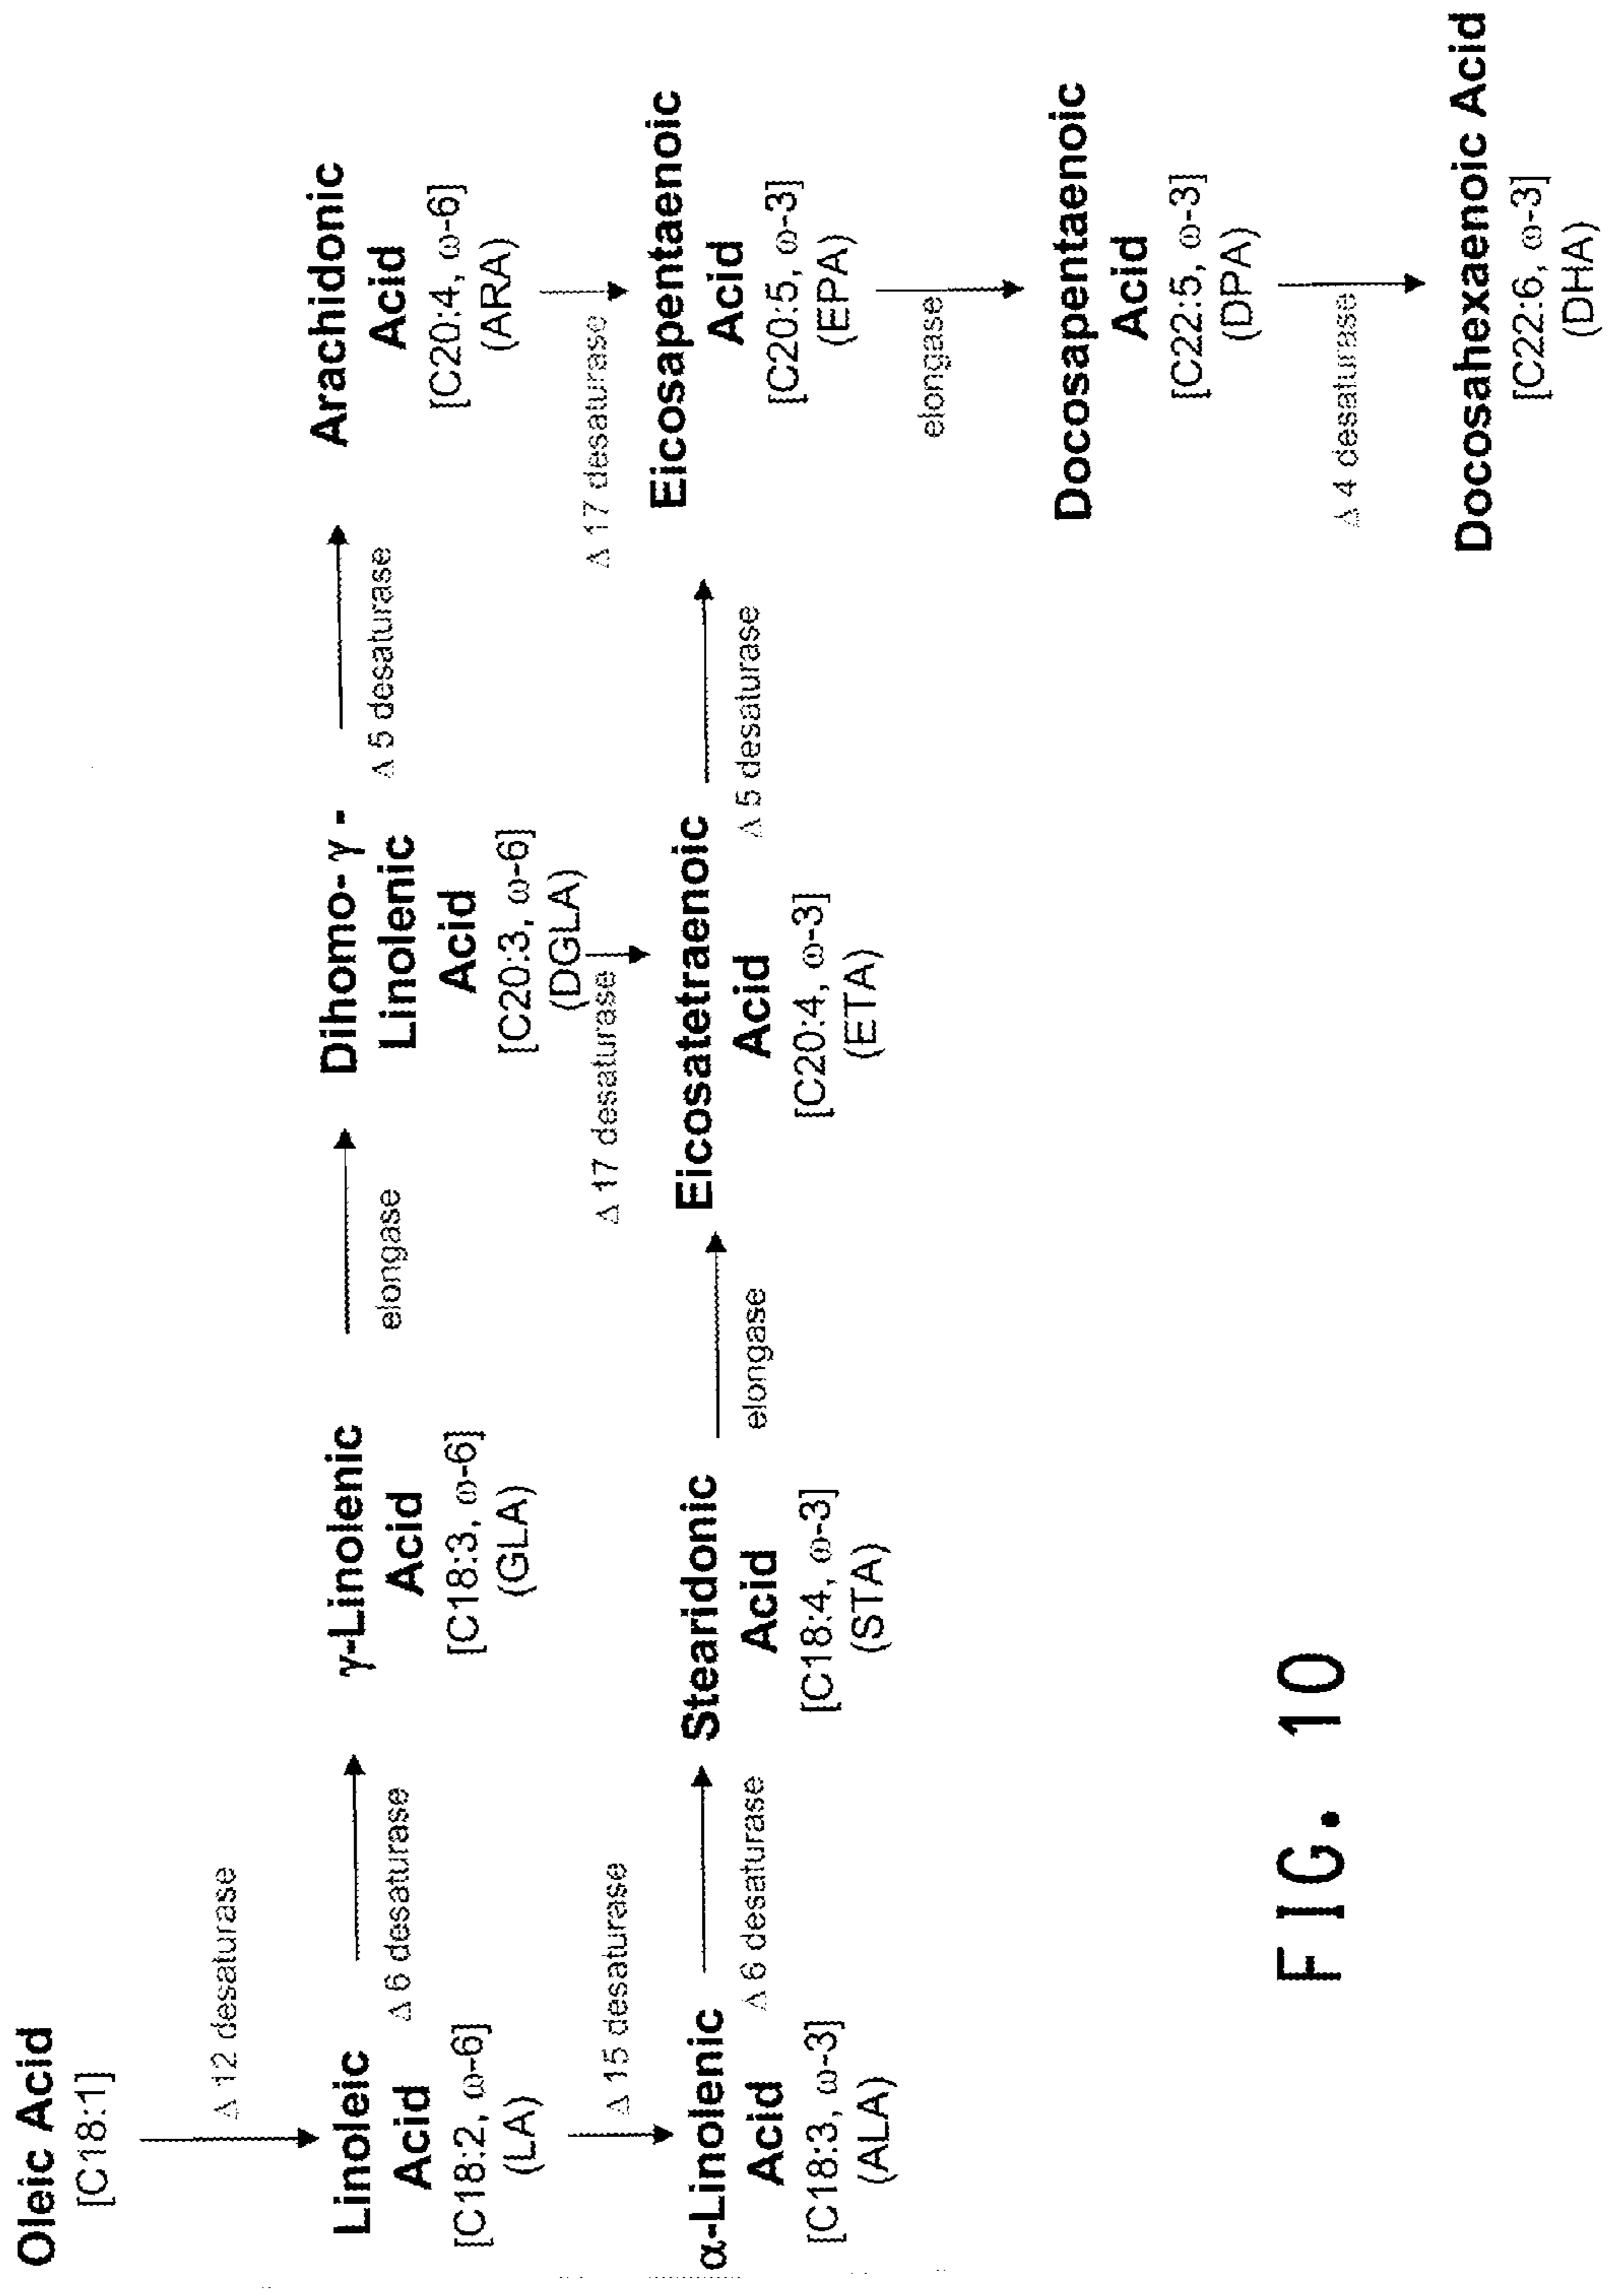 Oleic Acid
[C18:1]
Δ 12 desaturase
Linoleic
Acid
[C18:2, ω-6]
(LA)
Δ 6 desaturase
γ-Linolenic
Acid
[C18:3, ω-6]
(GLA)
elongase
Dihomo- γ -
Linolenic
Acid
[C20:3, ω-6]
(DGLA)
Δ 5 desaturase
Arachidonic
Acid
[C20:4, ω-6]
(ARA)
Δ 15 desaturase
Δ 17 desaturase
Δ 17 desaturase
α-Linolenic
Acid
[C18:3, ω-3]
(ALA)
Δ 6 desaturase
Stearidonic
Acid
[C18:4, ω-3]
(STA)
elongase
Eicosatetraenoic
Acid
[C20:4, ω-3]
(ETA)
Δ 5 desaturase
Eicosapentaenoic
Acid
[C20:5, ω-3]
(EPA)
elongase
Docosapentaenoic
Acid
[C22:5, ω-3]
(DPA)
Δ 4 desaturase
Docosahexaenoic Acid
[C22:6, ω-3]
(DHA)
FIG. 10